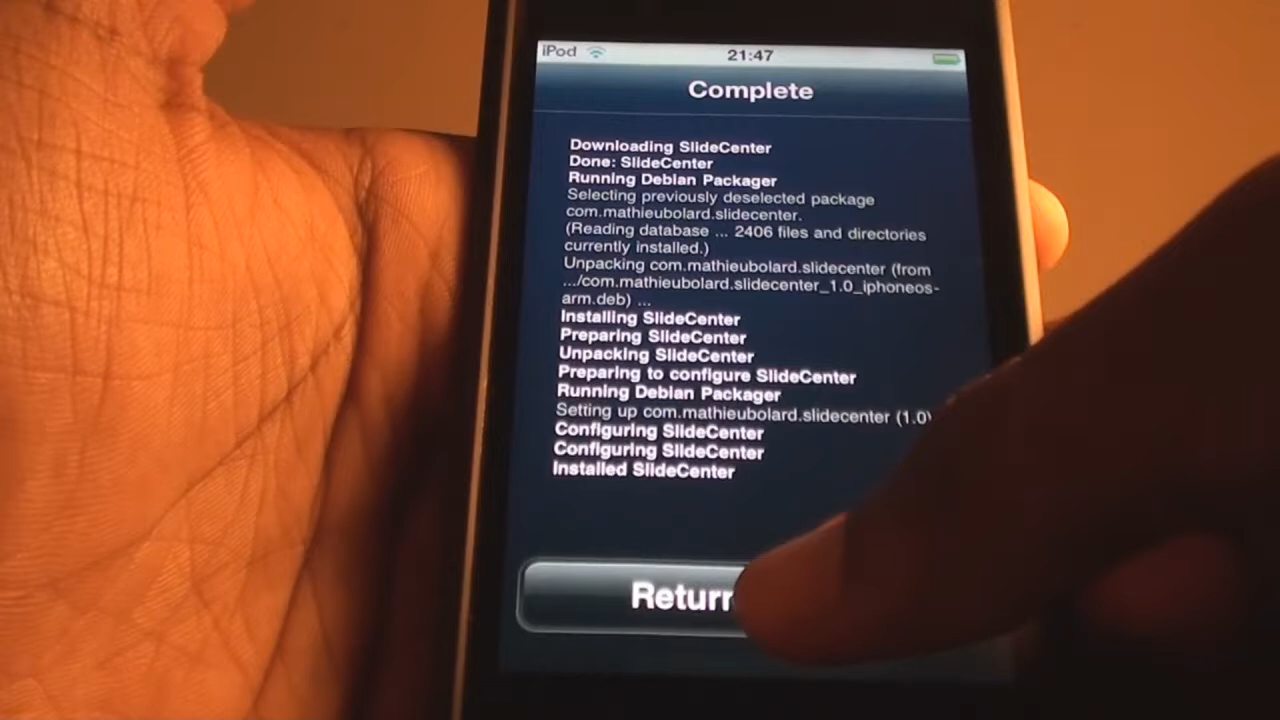 iPod 21:47
Complete
Downloading SlideCenter
Done: SlideCenter
Running Debian Packager
Selecting previously deselected package
com.mathieubolard.slidecenter.
(Reading database ... 2406 files and directories
currently installed.)
Unpacking com.mathieubolard.slidecenter (from
.../com.mathieubolard.slidecenter_1.0_iphoneos-
arm.deb) ...
Installing SlideCenter
Preparing SlideCenter
Unpacking SlideCenter
Preparing to configure SlideCenter
Running Debian Packager
Setting up com.mathieubolard.slidecenter (1.0)
Configuring SlideCenter
Configuring SlideCenter
Installed SlideCenter
Return